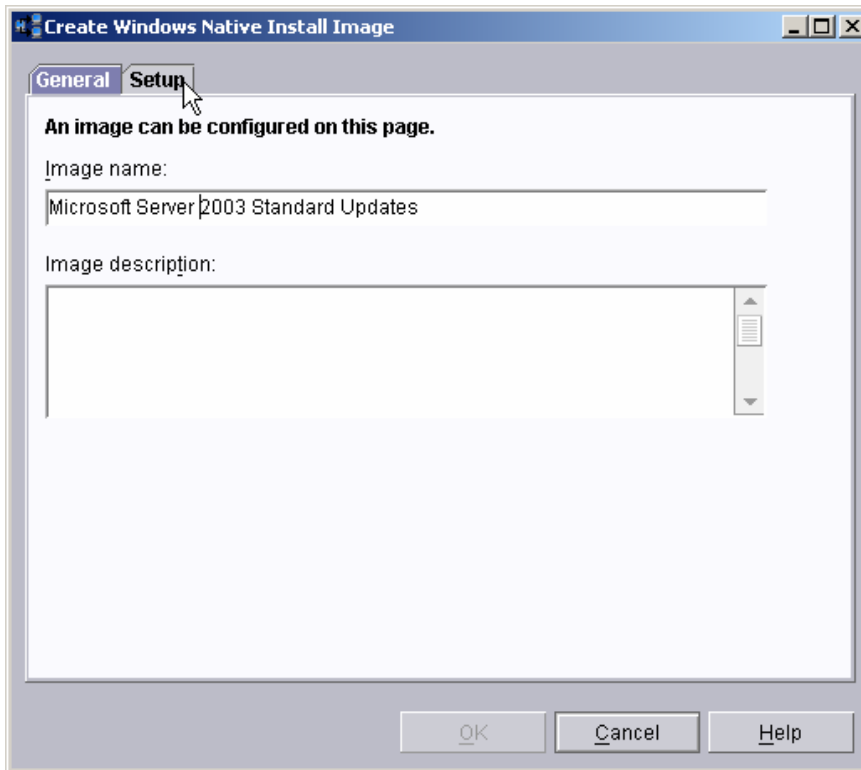 Create Windows Native Install Image
General Setup
An image can be configured on this page.
Image name:
Microsoft Server 2003 Standard Updates
Image description:
OK Cancel Help